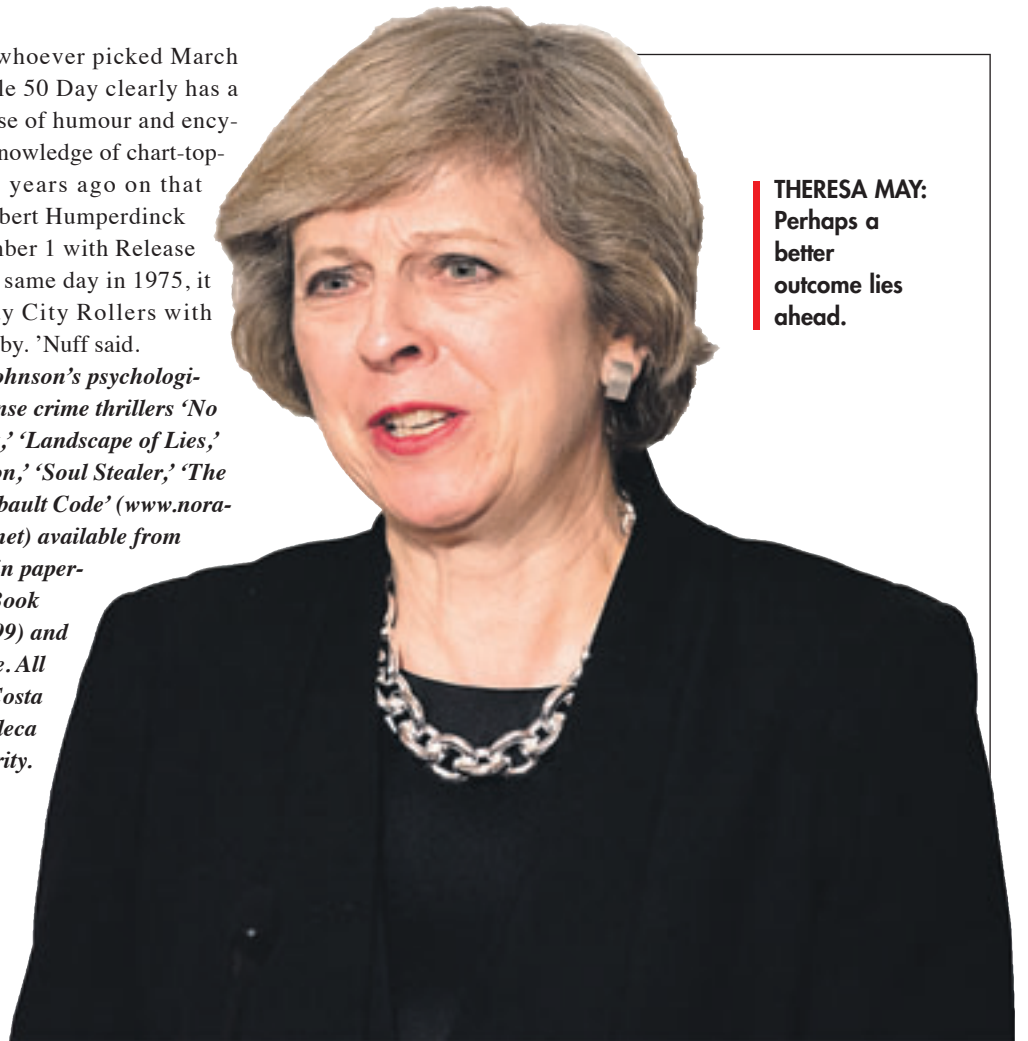 whoever picked March
le 50 Day clearly has a
se of humour and ency-
nowledge of chart-top-
years ago on that
bert Humperdinck
ber 1 with Release
same day in 1975, it
y City Rollers with
by. ’Nuff said.
ohnson’s psychologi-
nse crime thrillers ‘No
,’ ‘Landscape of Lies,’
on,’ ‘Soul Stealer,’ ‘The
bault Code’ (www.nora-
net) available from
n paper-
Book
99) and
e. All
Costa
deca
rity.
THERESA MAY:
Perhaps a
better
outcome lies
ahead.